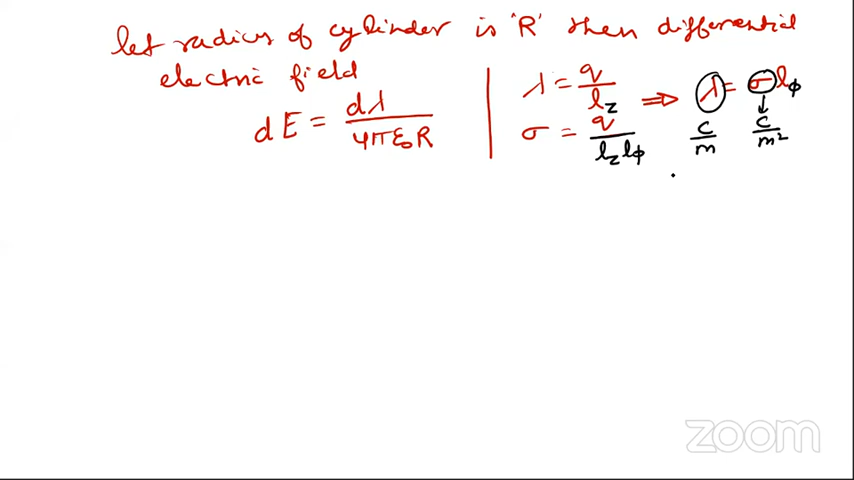 let radius of cylinder is 'R' then differential
electric field
dE = dλ / 4πε₀R
λ = q / l_z ⇒ λ = σ l_φ
σ = q / l_z l_φ
C/m C/m²
zoom